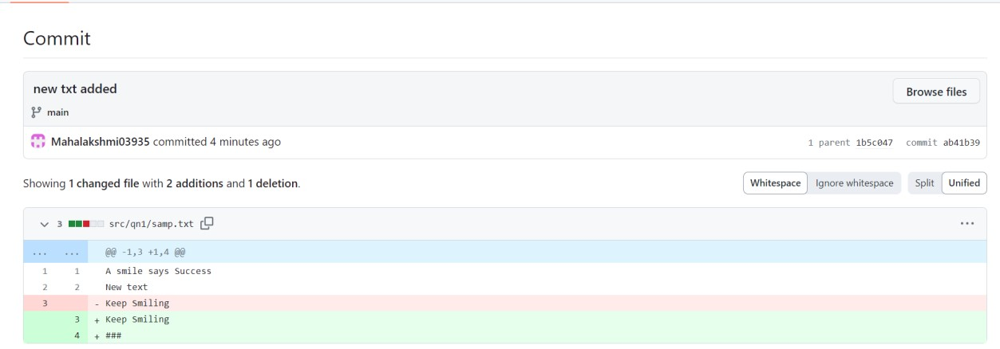 Commit
new txt added
Browse files
main
Mahalakshmi03935 committed 4 minutes ago
1 parent 1b5c047 commit ab41b39
Showing 1 changed file with 2 additions and 1 deletion.
Whitespace Ignore whitespace Split Unified
3 src/qn1/samp.txt ...
... ... @@ -1,3 +1,4 @@
1 1 A smile says Success
2 2 New text
3 - Keep Smiling
3 + Keep Smiling
4 + ###